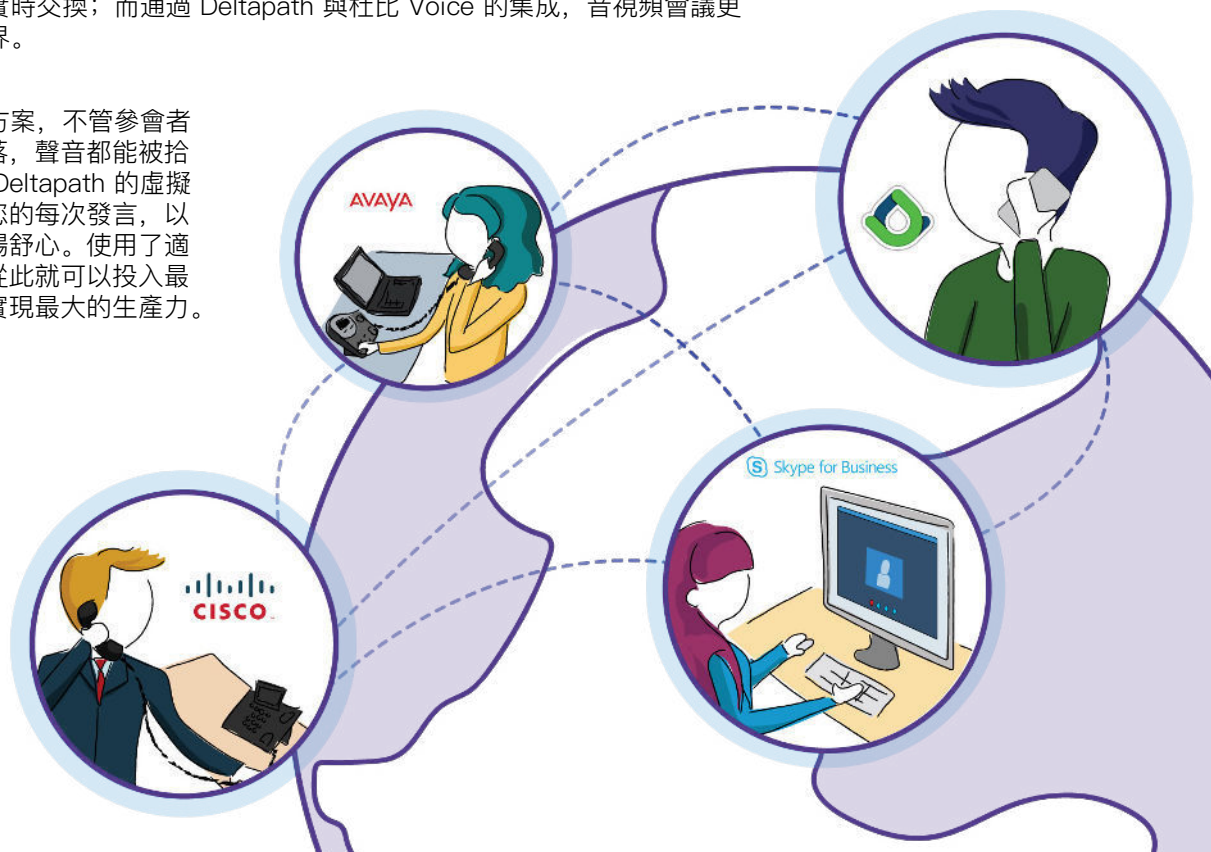 實時交換；而通過 Deltapath 與杜比 Voice 的集成，音視頻會議更
界。
方案，不管參會者
落，聲音都能被拾
Deltapath 的虛擬
您的每次發言，以
暢舒心。使用了適
從此就可以投入最
實現最大的生產力。
AVAYA
S Skype for Business
CISCO